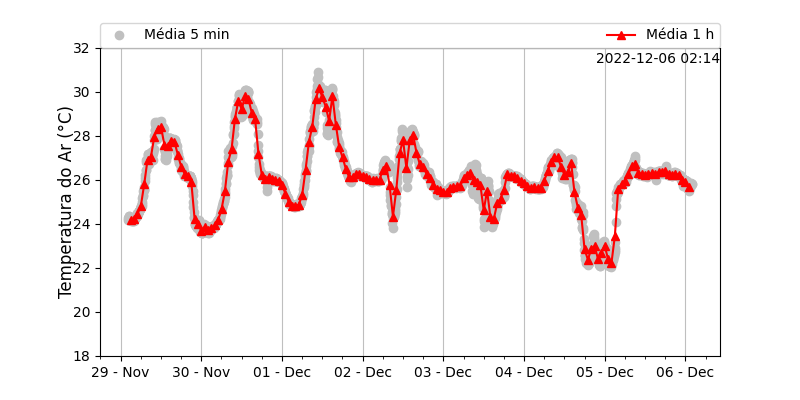 Média 5 min
Média 1 h
2022-12-06 02:14
Temperatura do Ar (°C)
32
30
28
26
24
22
20
18
29 - Nov
30 - Nov
01 - Dec
02 - Dec
03 - Dec
04 - Dec
05 - Dec
06 - Dec